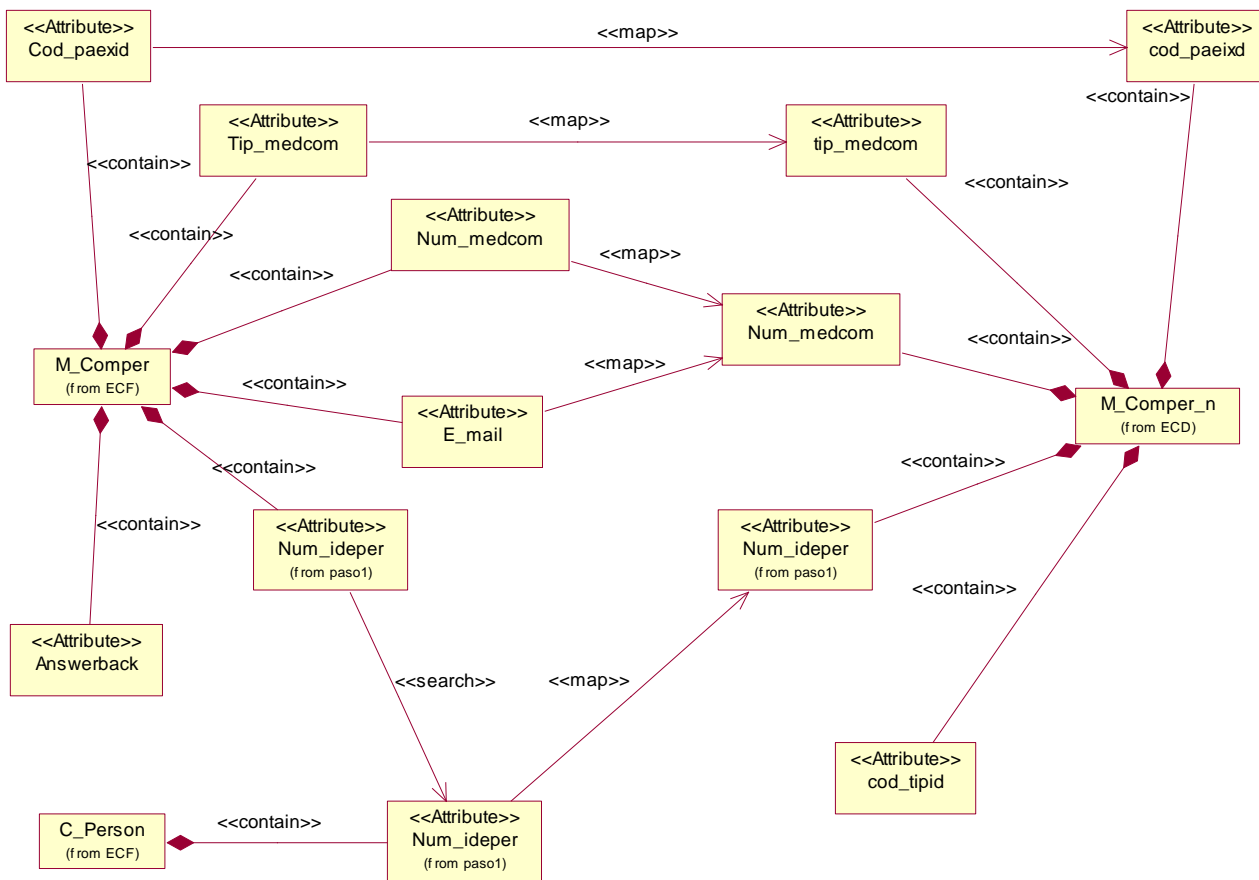 <<Attribute>>
Cod_paexid
<<map>>
<<Attribute>>
cod_paeixd
<<contain>>
<<Attribute>>
Tip_medcom
<<map>>
<<Attribute>>
tip_medcom
<<contain>>
<<contain>>
<<contain>>
<<Attribute>>
Num_medcom
<<map>>
<<contain>>
<<Attribute>>
Num_medcom
M_Comper
(from ECF)
<<map>>
<<contain>>
<<contain>>
<<Attribute>>
E_mail
M_Comper_n
(from ECD)
<<contain>>
<<contain>>
<<contain>>
<<Attribute>>
Num_ideper
(from paso1)
<<Attribute>>
Num_ideper
(from paso1)
<<contain>>
<<Attribute>>
Answerback
<<search>>
<<map>>
<<Attribute>>
cod_tipid
C_Person
(from ECF)
<<contain>>
<<Attribute>>
Num_ideper
(from paso1)